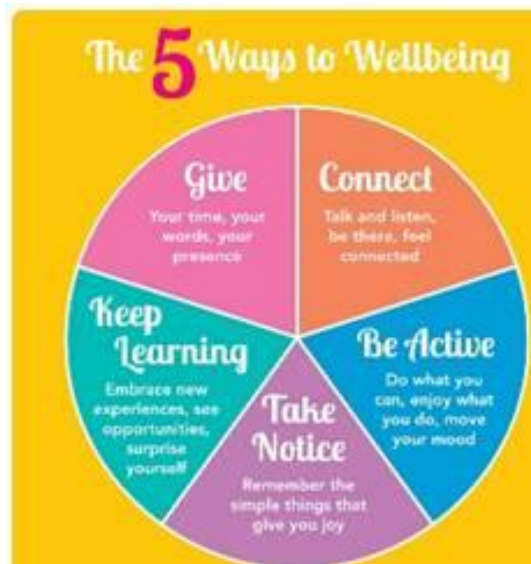 The 5 Ways to Wellbeing
Give
Your time, your
words, your
presence
Connect
Talk and listen,
be there, feel
connected
Be Active
Do what you
can, enjoy what
you do, move
your mood
Take
Notice
Remember the
simple things that
give you joy
Keep
Learning
Embrace new
experiences, see
opportunities,
surprise
yourself